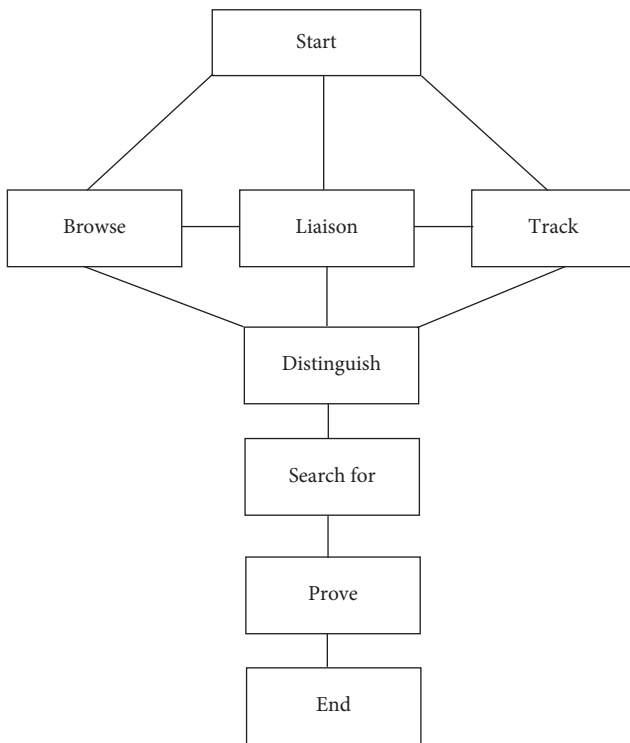 Start
Browse
Liaison
Track
Distinguish
Search for
Prove
End